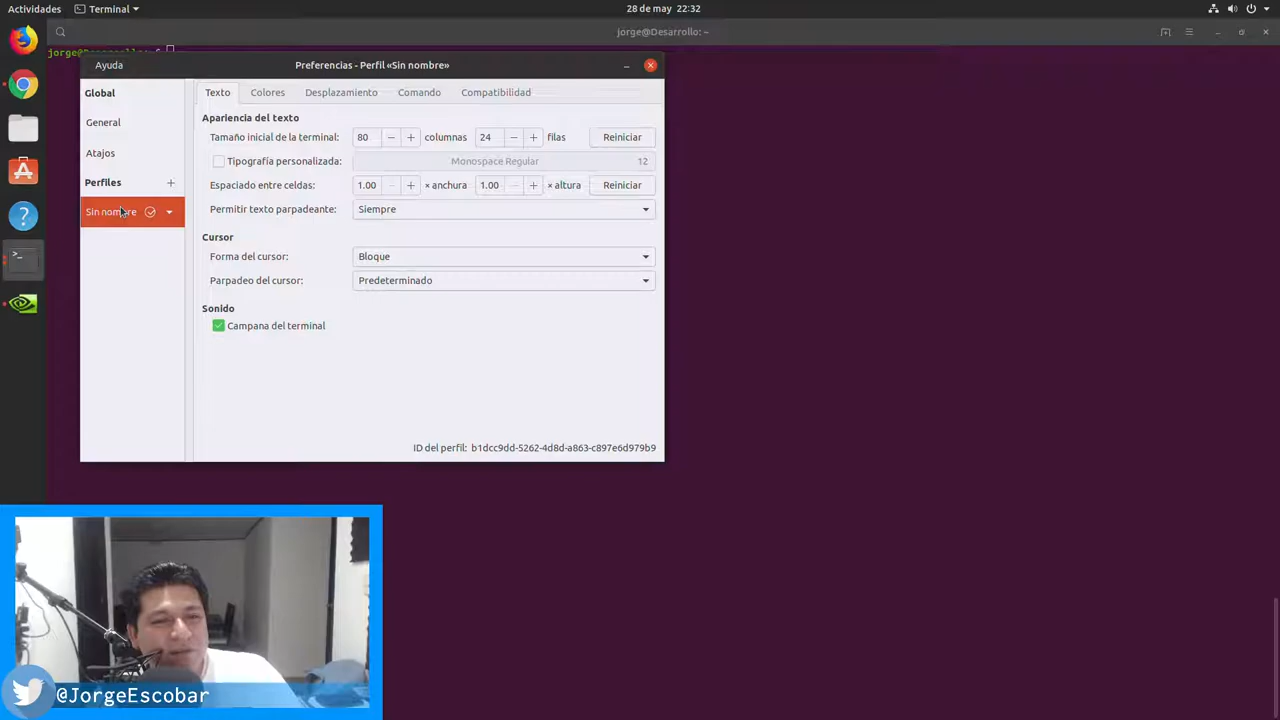 Actividades
Terminal
28 de may 22:32
jorge@Desarrollo: ~
Ayuda
Preferencias - Perfil «Sin nombre»
Global
General
Atajos
Perfiles
Sin nombre
Texto
Colores
Desplazamiento
Comando
Compatibilidad
Apariencia del texto
Tamaño inicial de la terminal: 80 − + columnas 24 − + filas Reiniciar
Tipografía personalizada: Monospace Regular 12
Espaciado entre celdas: 1.00 − + × anchura 1.00 − + × altura Reiniciar
Permitir texto parpadeante: Siempre
Cursor
Forma del cursor: Bloque
Parpadeo del cursor: Predeterminado
Sonido
Campana del terminal
ID del perfil: b1dcc9dd-5262-4d8d-a863-c897e6d979b9
@JorgeEscobar